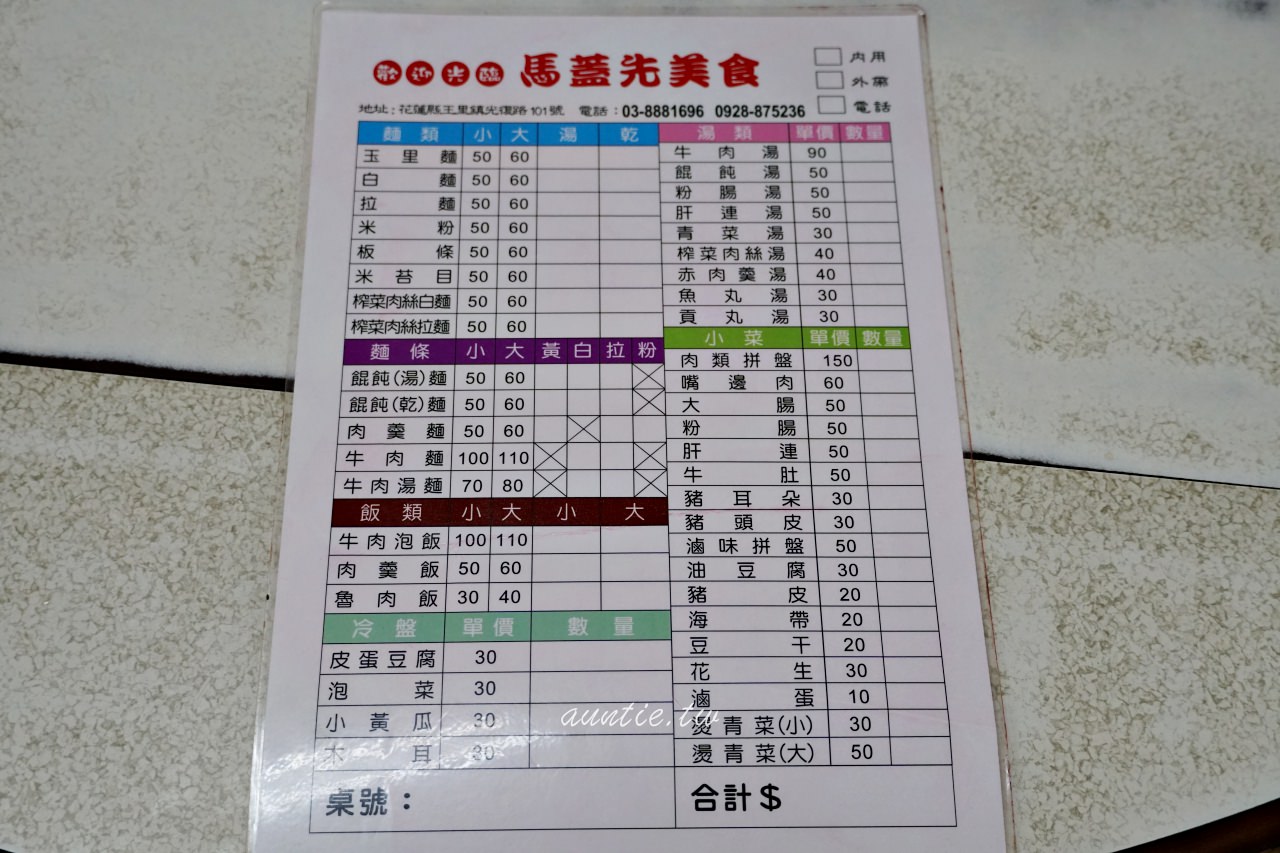 歡迎光臨 馬蓋先美食
內用
外帶
電話
地址：花蓮縣玉里鎮光復路101號 電話：03-8881696 0928-875236
麵類 小 大 湯 乾
玉里麵 50 60
白麵 50 60
拉麵 50 60
米粉 50 60
板條 50 60
米苔目 50 60
榨菜肉絲白麵 50 60
榨菜肉絲拉麵 50 60
麵條 小 大 黃 白 拉 粉
餛飩(湯)麵 50 60
餛飩(乾)麵 50 60
肉羹麵 50 60
牛肉麵 100 110
牛肉湯麵 70 80
飯類 小 大 小 大
牛肉泡飯 100 110
肉羹飯 50 60
魯肉飯 30 40
冷盤 單價 數量
皮蛋豆腐 30
泡菜 30
小黃瓜 30
木耳 30
桌號：
湯類 單價 數量
牛肉湯 90
餛飩湯 50
粉腸湯 50
肝連湯 50
青菜湯 30
榨菜肉絲湯 40
赤肉羹湯 40
魚丸湯 30
貢丸湯 30
小菜 單價 數量
肉類拼盤 150
嘴邊肉 60
大腸 50
粉腸 50
肝連 50
牛肚 50
豬耳朵 30
豬頭皮 30
滷味拼盤 50
油豆腐 30
豬皮 20
海帶 20
豆干 20
花生 30
滷蛋 10
燙青菜(小) 30
燙青菜(大) 50
合計$
auntie.tw